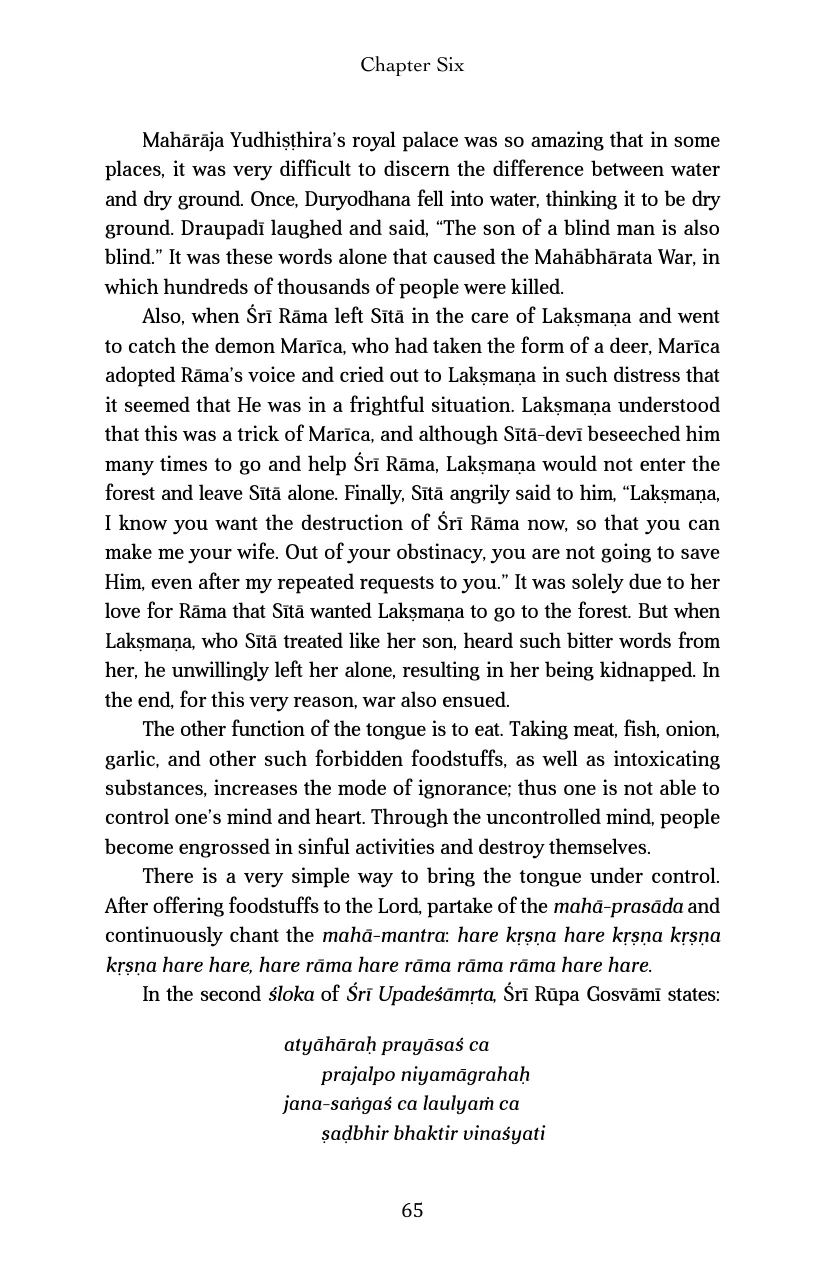 Chapter Six
Mahārāja Yudhiṣṭhira’s royal palace was so amazing that in some
places, it was very difficult to discern the difference between water
and dry ground. Once, Duryodhana fell into water, thinking it to be dry
ground. Draupadī laughed and said, “The son of a blind man is also
blind.” It was these words alone that caused the Mahābhārata War, in
which hundreds of thousands of people were killed.
Also, when Śrī Rāma left Sītā in the care of Lakṣmaṇa and went
to catch the demon Marīca, who had taken the form of a deer, Marīca
adopted Rāma’s voice and cried out to Lakṣmaṇa in such distress that
it seemed that He was in a frightful situation. Lakṣmaṇa understood
that this was a trick of Marīca, and although Sītā-devī beseeched him
many times to go and help Śrī Rāma, Lakṣmaṇa would not enter the
forest and leave Sītā alone. Finally, Sītā angrily said to him, “Lakṣmaṇa,
I know you want the destruction of Śrī Rāma now, so that you can
make me your wife. Out of your obstinacy, you are not going to save
Him, even after my repeated requests to you.” It was solely due to her
love for Rāma that Sītā wanted Lakṣmaṇa to go to the forest. But when
Lakṣmaṇa, who Sītā treated like her son, heard such bitter words from
her, he unwillingly left her alone, resulting in her being kidnapped. In
the end, for this very reason, war also ensued.
The other function of the tongue is to eat. Taking meat, fish, onion,
garlic, and other such forbidden foodstuffs, as well as intoxicating
substances, increases the mode of ignorance; thus one is not able to
control one’s mind and heart. Through the uncontrolled mind, people
become engrossed in sinful activities and destroy themselves.
There is a very simple way to bring the tongue under control.
After offering foodstuffs to the Lord, partake of the mahā-prasāda and
continuously chant the mahā-mantra: hare kṛṣṇa hare kṛṣṇa kṛṣṇa
kṛṣṇa hare hare, hare rāma hare rāma rāma rāma hare hare.
In the second śloka of Śrī Upadeśāmṛta, Śrī Rūpa Gosvāmī states:
atyāhāraḥ prayāsaś ca
prajalpo niyamāgrahaḥ
jana-saṅgaś ca laulyaṁ ca
ṣaḍbhir bhaktir vinaśyati
65